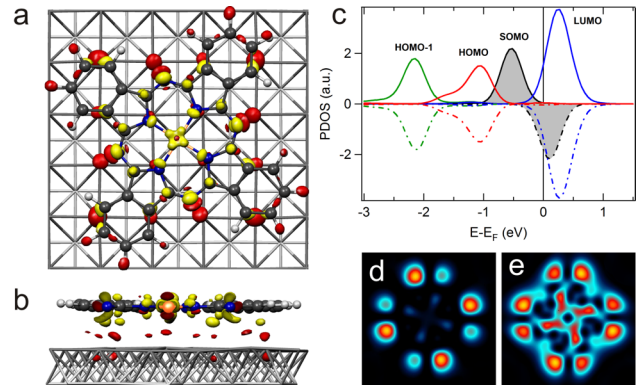 a
b
c
SOMO
LUMO
HOMO
HOMO-1
PDOS (a.u.)
2
0
-2
-3
-2
-1
0
1
E-E_F (eV)
d
e